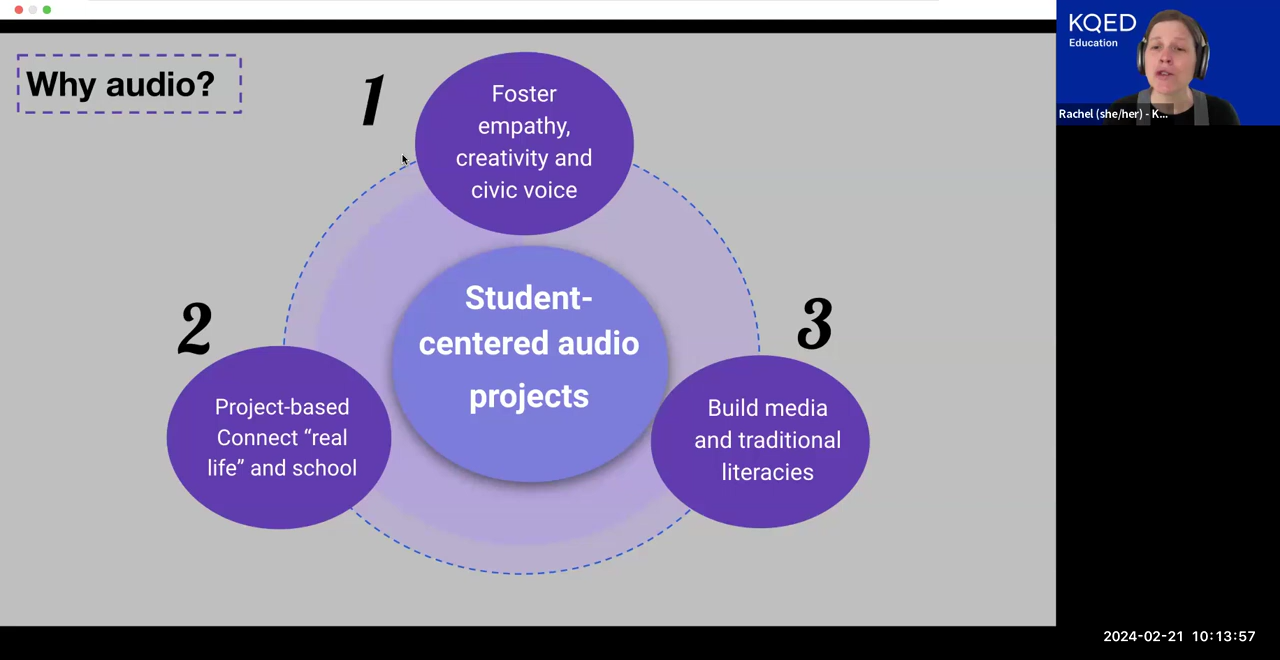 Why audio?
1
Foster
empathy,
creativity and
civic voice
Student-
centered audio
projects
2
Project-based
Connect “real
life” and school
3
Build media
and traditional
literacies
KQED
Education
Rachel (she/her) - K...
2024-02-21 10:13:57